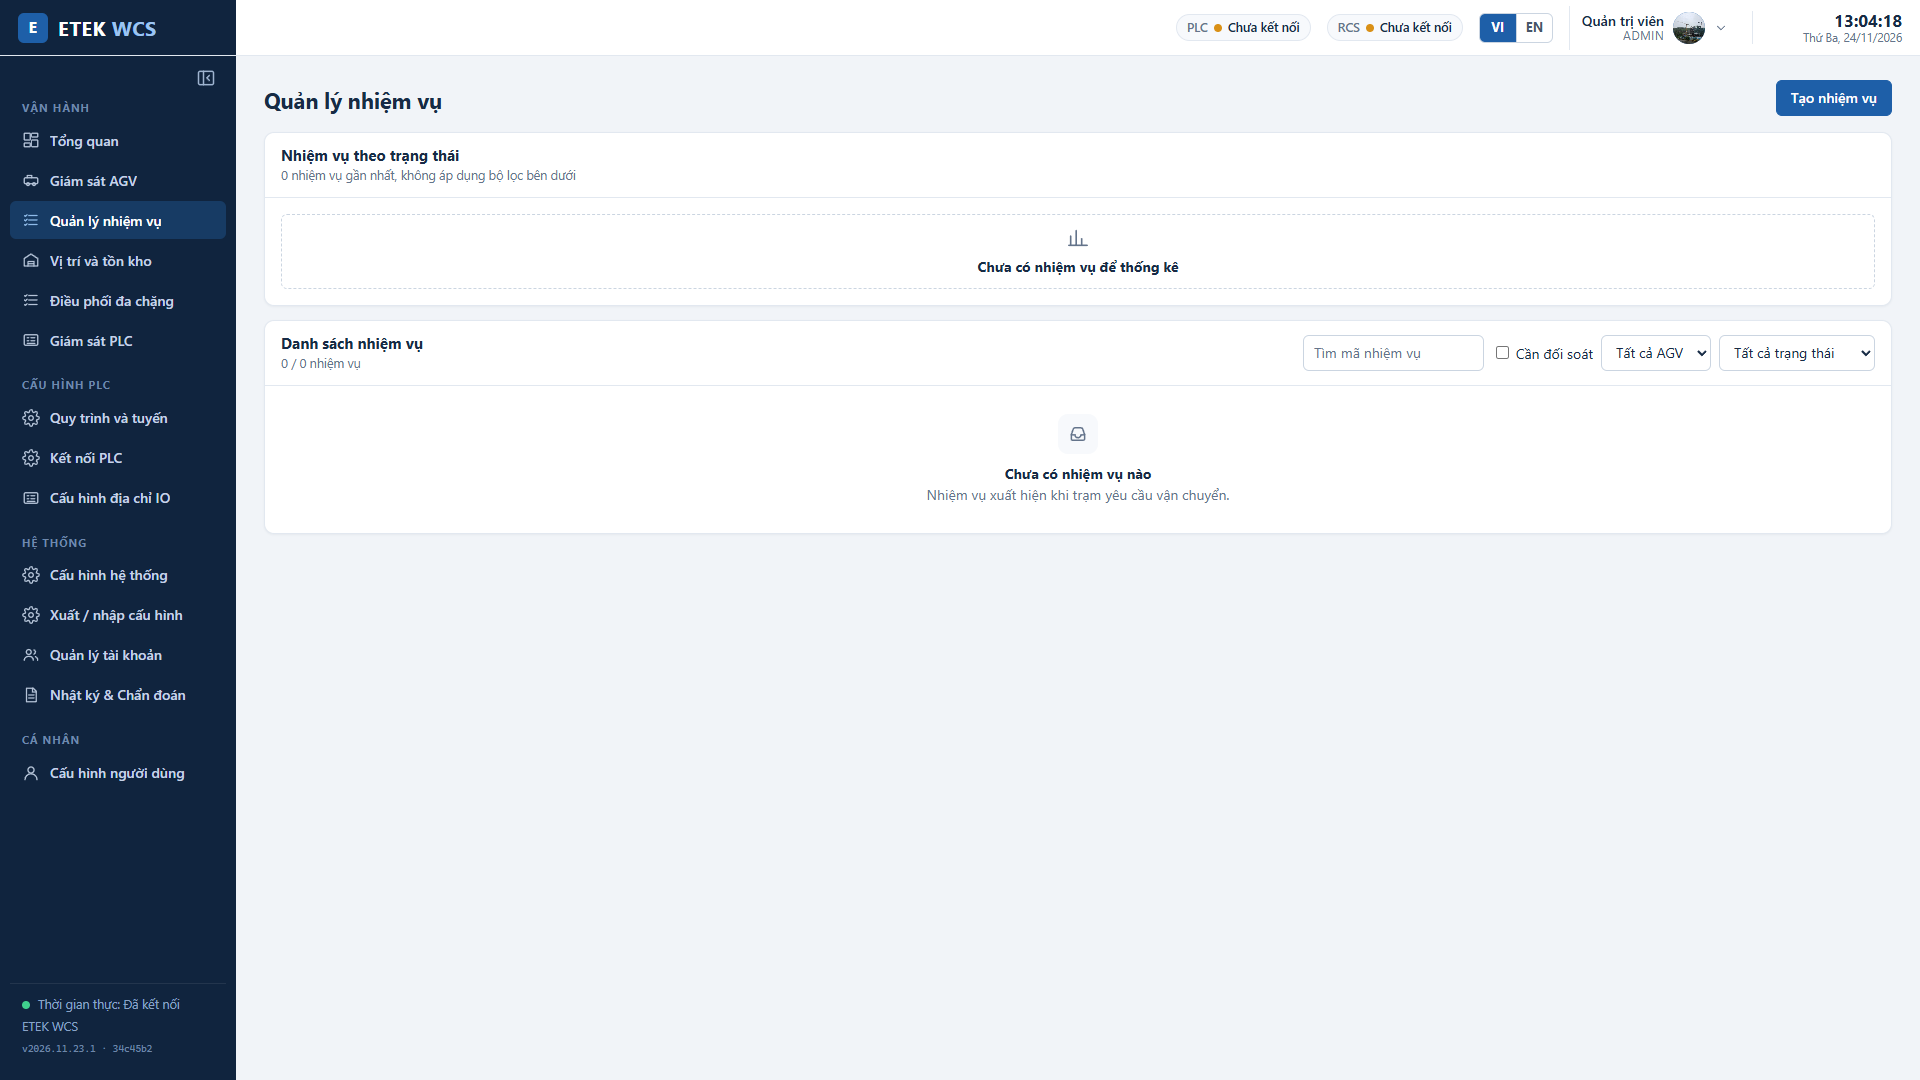 E ETEK WCS
PLC Chưa kết nối
RCS Chưa kết nối
VI EN
Quản trị viên
ADMIN
13:04:18
Thứ Ba, 24/11/2026
VẬN HÀNH
Tổng quan
Giám sát AGV
Quản lý nhiệm vụ
Vị trí và tồn kho
Điều phối đa chặng
Giám sát PLC
CẤU HÌNH PLC
Quy trình và tuyến
Kết nối PLC
Cấu hình địa chỉ IO
HỆ THỐNG
Cấu hình hệ thống
Xuất / nhập cấu hình
Quản lý tài khoản
Nhật ký & Chẩn đoán
CÁ NHÂN
Cấu hình người dùng
Thời gian thực: Đã kết nối
ETEK WCS
v2026.11.23.1 · 34c45b2
Quản lý nhiệm vụ
Tạo nhiệm vụ
Nhiệm vụ theo trạng thái
0 nhiệm vụ gần nhất, không áp dụng bộ lọc bên dưới
Chưa có nhiệm vụ để thống kê
Danh sách nhiệm vụ
0 / 0 nhiệm vụ
Tìm mã nhiệm vụ
Cần đối soát
Tất cả AGV
Tất cả trạng thái
Chưa có nhiệm vụ nào
Nhiệm vụ xuất hiện khi trạm yêu cầu vận chuyển.